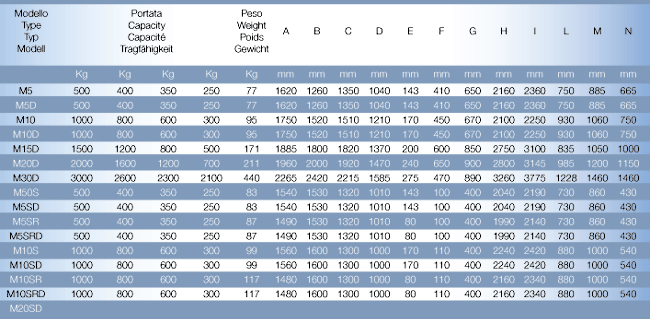 Modello Portata Peso
Type Capacity Weight A B C D E F G H I L M N
Typ Capacité Poids
Modell Tragfähigkeit Gewicht
Kg Kg Kg Kg Kg mm mm mm mm mm mm mm mm mm mm mm mm
M5 500 400 350 250 77 1620 1260 1350 1040 143 410 650 2160 2360 750 885 665
M5D 500 400 350 250 77 1620 1260 1350 1040 143 410 650 2160 2360 750 885 665
M10 1000 800 600 300 95 1750 1520 1510 1210 170 450 670 2100 2250 930 1060 750
M10D 1000 800 600 300 95 1750 1520 1510 1210 170 450 670 2100 2250 930 1060 750
M15D 1500 1200 800 500 171 1885 1800 1820 1370 200 600 850 2750 3100 835 1050 1000
M20D 2000 1600 1200 700 211 1960 2000 1920 1470 240 650 900 2800 3145 985 1200 1150
M30D 3000 2600 2300 2100 440 2265 2420 2215 1585 275 470 890 3260 3775 1228 1460 1460
M50S 500 400 350 250 83 1540 1530 1320 1010 143 100 400 2040 2190 730 860 430
M5SD 500 400 350 250 83 1540 1530 1320 1010 143 100 400 2040 2190 730 860 430
M5SR 500 400 350 250 87 1490 1530 1320 1010 80 100 400 1990 2140 730 860 430
M5SRD 500 400 350 250 87 1490 1530 1320 1010 80 100 400 1990 2140 730 860 430
M10S 1000 800 600 300 99 1560 1600 1300 1000 170 110 400 2240 2420 880 1000 540
M10SD 1000 800 600 300 99 1560 1600 1300 1000 170 110 400 2240 2420 880 1000 540
M10SR 1000 800 600 300 117 1480 1600 1300 1000 80 110 400 2160 2340 880 1000 540
M10SRD 1000 800 600 300 117 1480 1600 1300 1000 80 110 400 2160 2340 880 1000 540
M20SD